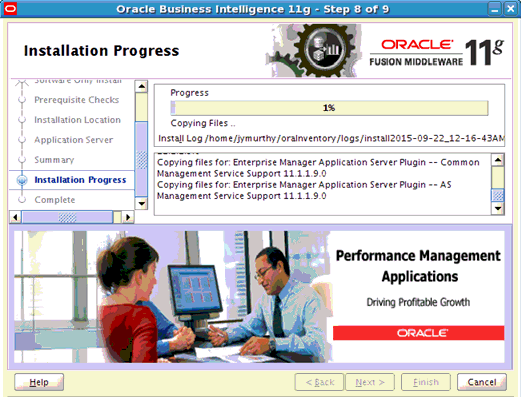 Oracle Business Intelligence 11g - Step 8 of 9
Installation Progress
ORACLE
FUSION MIDDLEWARE
11g
Software Only Install
Prerequisite Checks
Installation Location
Application Server
Summary
Installation Progress
Complete
Progress
1%
Copying Files ..
Install Log /home/jymurthy/oraInventory/logs/install2015-09-22_12-16-43AM
Copying files for: Enterprise Manager Application Server Plugin -- Common
Management Service Support 11.1.1.9.0
Copying files for: Enterprise Manager Application Server Plugin -- AS
Management Service Support 11.1.1.9.0
Performance Management
Applications
Driving Profitable Growth
ORACLE
Help
< Back
Next >
Finish
Cancel